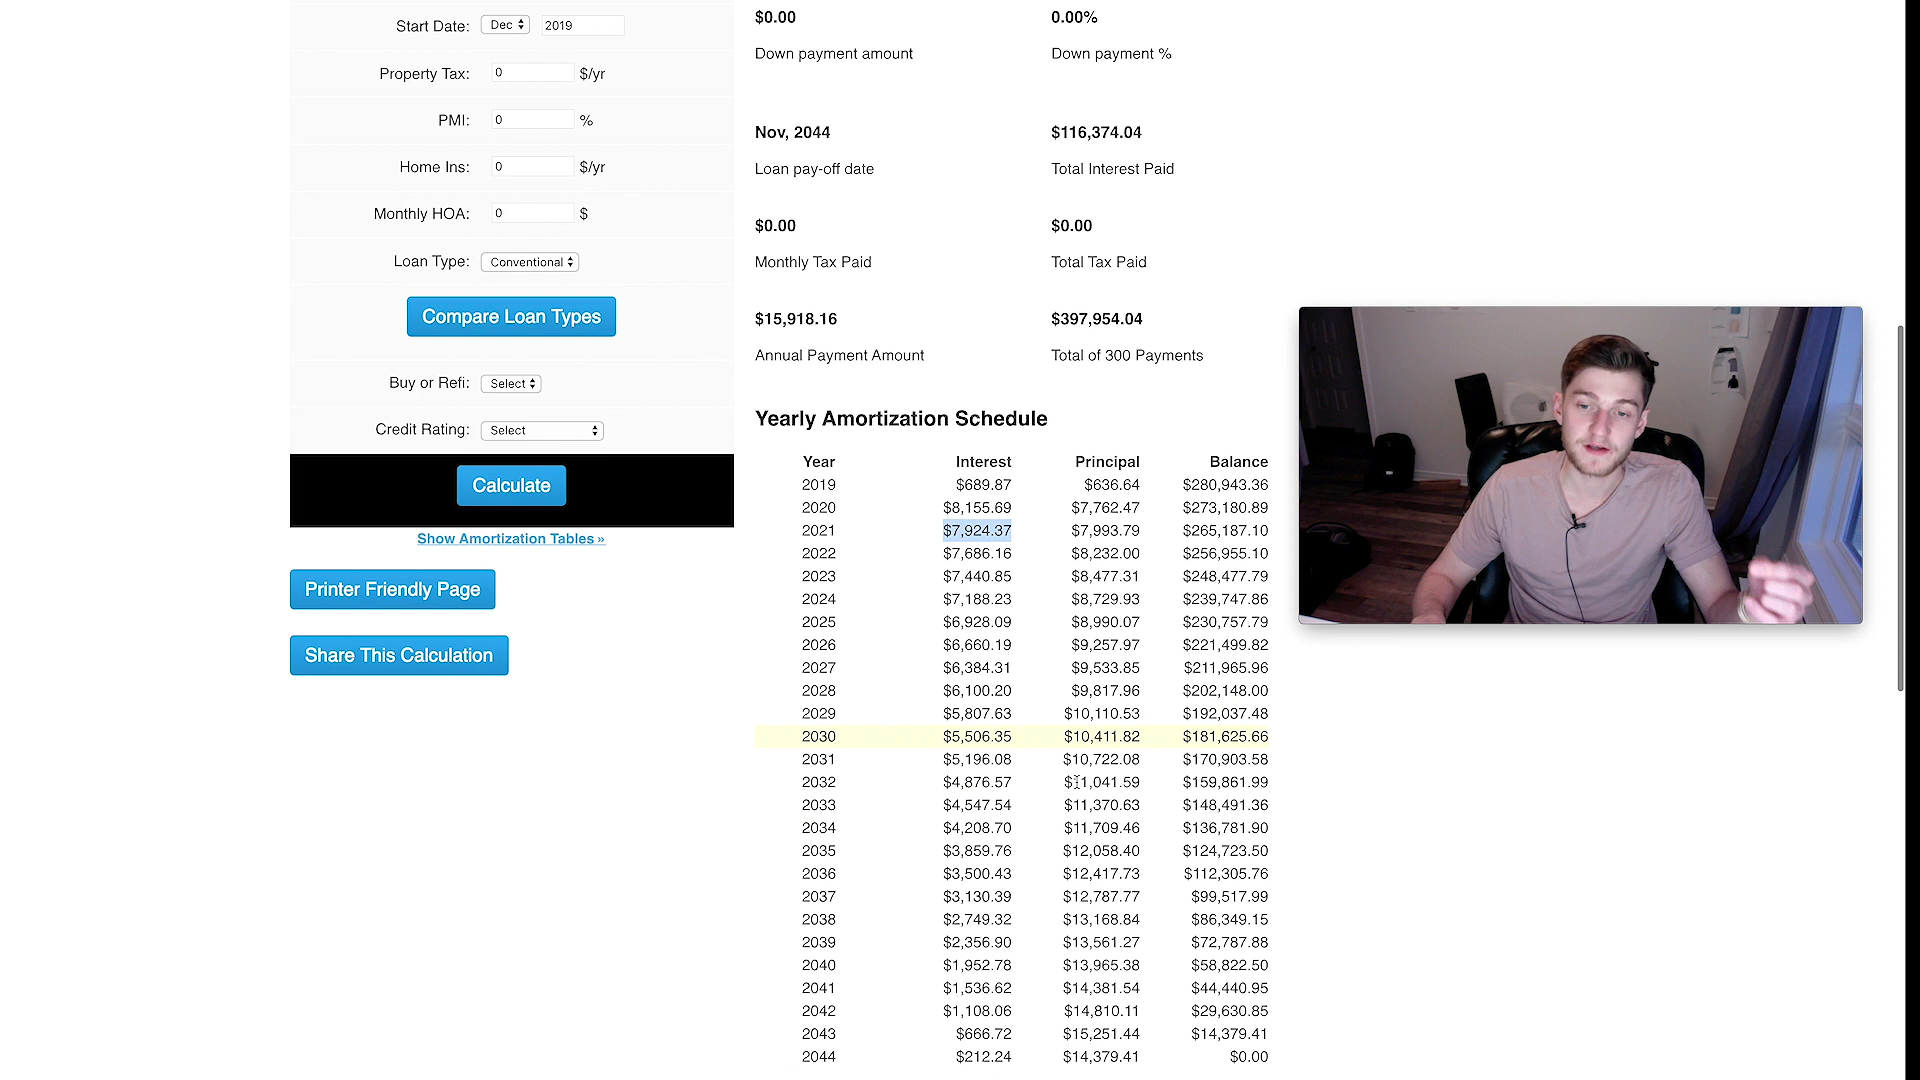 Start Date: Dec 2019
Property Tax: 0 $/yr
PMI: 0 %
Home Ins: 0 $/yr
Monthly HOA: 0 $
Loan Type: Conventional
Compare Loan Types
Buy or Refi: Select
Credit Rating: Select
Calculate
Show Amortization Tables »
Printer Friendly Page
Share This Calculation
$0.00 0.00%
Down payment amount Down payment %
Nov, 2044 $116,374.04
Loan pay-off date Total Interest Paid
$0.00 $0.00
Monthly Tax Paid Total Tax Paid
$15,918.16 $397,954.04
Annual Payment Amount Total of 300 Payments
Yearly Amortization Schedule
Year Interest Principal Balance
2019 $689.87 $636.64 $280,943.36
2020 $8,155.69 $7,762.47 $273,180.89
2021 $7,924.37 $7,993.79 $265,187.10
2022 $7,686.16 $8,232.00 $256,955.10
2023 $7,440.85 $8,477.31 $248,477.79
2024 $7,188.23 $8,729.93 $239,747.86
2025 $6,928.09 $8,990.07 $230,757.79
2026 $6,660.19 $9,257.97 $221,499.82
2027 $6,384.31 $9,533.85 $211,965.96
2028 $6,100.20 $9,817.96 $202,148.00
2029 $5,807.63 $10,110.53 $192,037.48
2030 $5,506.35 $10,411.82 $181,625.66
2031 $5,196.08 $10,722.08 $170,903.58
2032 $4,876.57 $11,041.59 $159,861.99
2033 $4,547.54 $11,370.63 $148,491.36
2034 $4,208.70 $11,709.46 $136,781.90
2035 $3,859.76 $12,058.40 $124,723.50
2036 $3,500.43 $12,417.73 $112,305.76
2037 $3,130.39 $12,787.77 $99,517.99
2038 $2,749.32 $13,168.84 $86,349.15
2039 $2,356.90 $13,561.27 $72,787.88
2040 $1,952.78 $13,965.38 $58,822.50
2041 $1,536.62 $14,381.54 $44,440.95
2042 $1,108.06 $14,810.11 $29,630.85
2043 $666.72 $15,251.44 $14,379.41
2044 $212.24 $14,379.41 $0.00